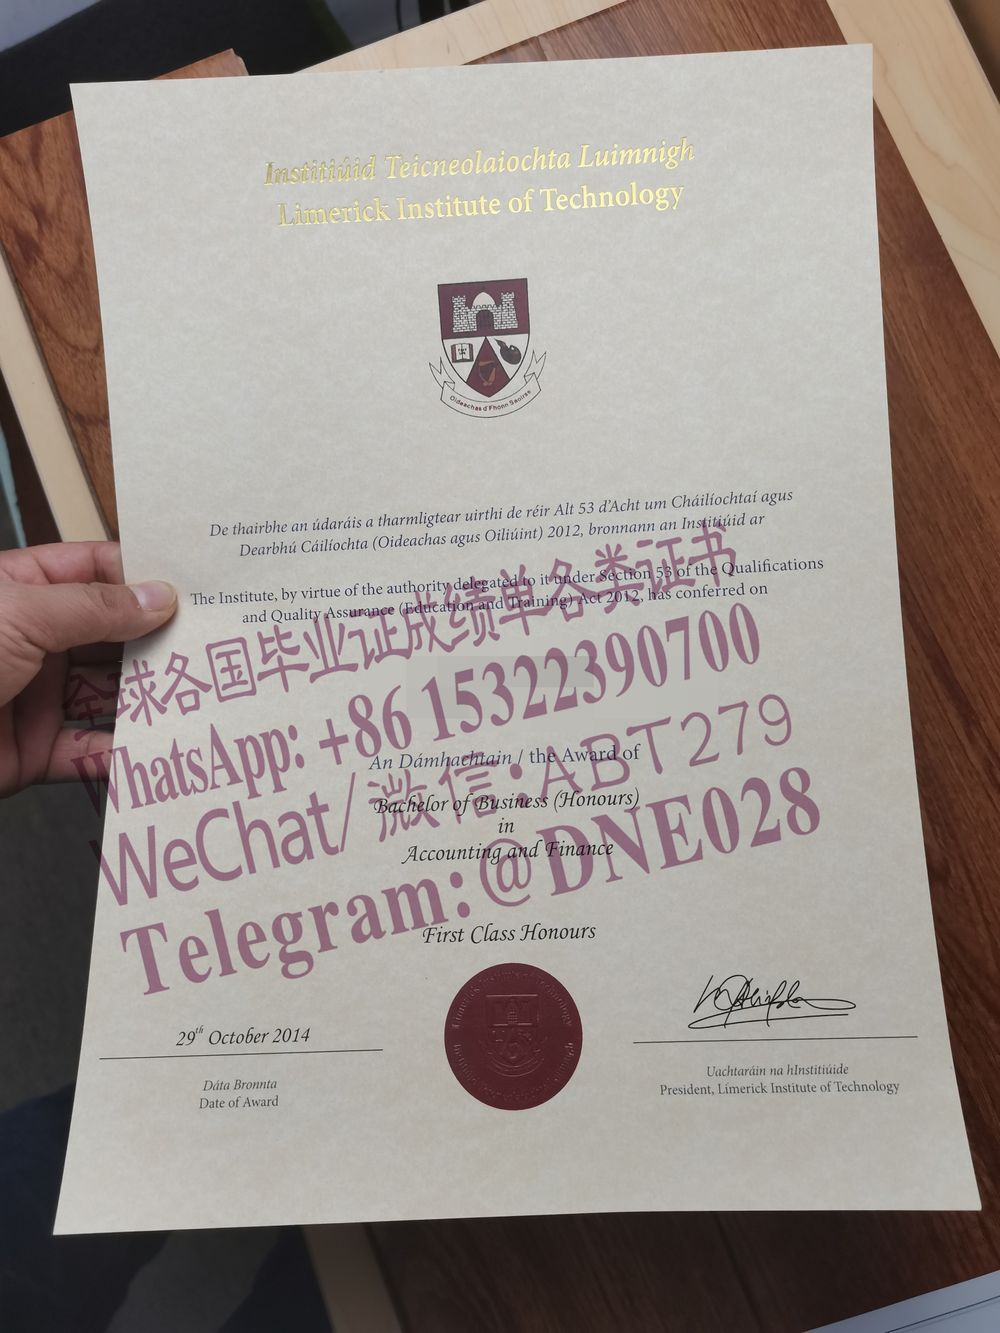 Institiúid Teicneolaíochta Luimnigh
Limerick Institute of Technology
Oideachas d'Fhonn Saoirse
De thairbhe an údaráis a tharmligtear uirthi de réir Alt 53 d'Acht um Cháilíochtaí agus
Dearbhú Cáilíochta (Oideachas agus Oiliúint) 2012, bronnann an Institiúid ar
The Institute, by virtue of the authority delegated to it under Section 53 of the Qualifications
and Quality Assurance (Education and Training) Act 2012, has conferred on
全球各国毕业证成绩单各类证书
WhatsApp: +86 15322390700
An Dámhachtain / the Award of
WeChat/微信:ABT279
Bachelor of Business (Honours)
in
Accounting and Finance
Telegram:@DNE028
First Class Honours
29th October 2014
Dáta Bronnta
Date of Award
Uachtaráin na hInstitiúide
President, Limerick Institute of Technology